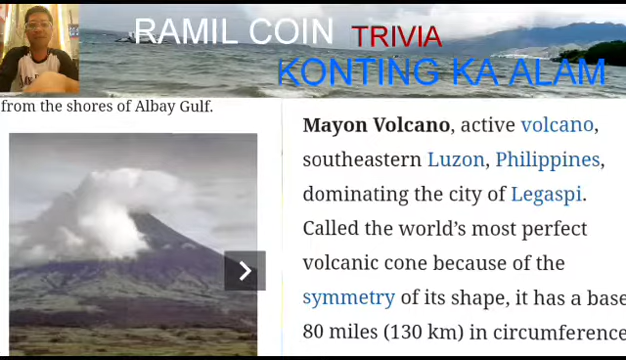 RAMIL COIN TRIVIA
KONTING KA ALAM
from the shores of Albay Gulf.
Mayon Volcano, active volcano,
southeastern Luzon, Philippines,
dominating the city of Legaspi.
Called the world's most perfect
volcanic cone because of the
symmetry of its shape, it has a base
80 miles (130 km) in circumference